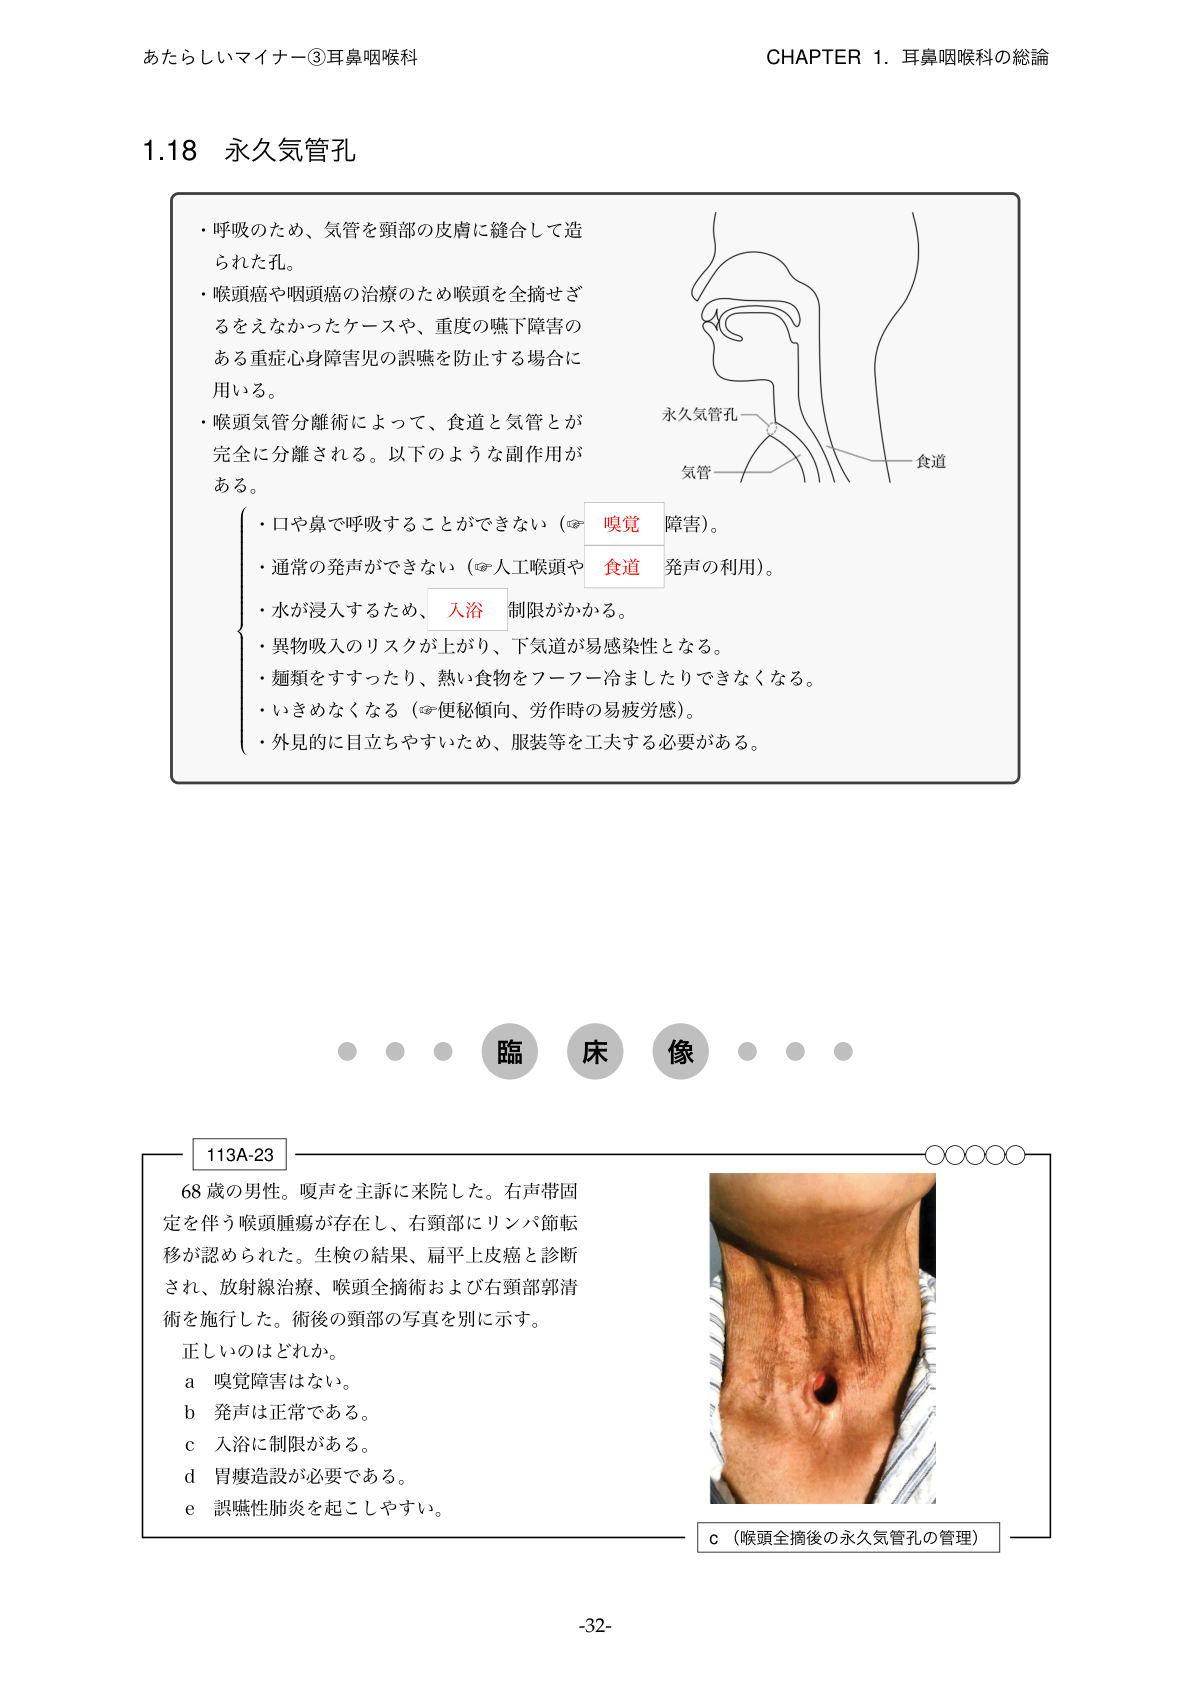 あたらしいマイナー③耳鼻咽喉科
CHAPTER 1. 耳鼻咽喉科の総論
1.18 永久気管孔
・呼吸のため、気管を頸部の皮膚に縫合して造
られた孔。
・喉頭癌や咽頭癌の治療のため喉頭を全摘せざ
るをえなかったケースや、重度の嚥下障害の
ある重症心身障害児の誤嚥を防止する場合に
用いる。
・喉頭気管分離術によって、食道と気管とが
完全に分離される。以下のような副作用が
ある。
永久気管孔
気管
食道
・口や鼻で呼吸することができない（☞ 嗅覚 障害）。
・通常の発声ができない（☞人工喉頭や 食道 発声の利用）。
・水が浸入するため、 入浴 制限がかかる。
・異物吸入のリスクが上がり、下気道が易感染性となる。
・麺類をすすったり、熱い食物をフーフー冷ましたりできなくなる。
・いきめなくなる（☞便秘傾向、労作時の易疲労感）。
・外見的に目立ちやすいため、服装等を工夫する必要がある。
臨床像
113A-23
68 歳の男性。嗄声を主訴に来院した。右声帯固
定を伴う喉頭腫瘍が存在し、右頸部にリンパ節転
移が認められた。生検の結果、扁平上皮癌と診断
され、放射線治療、喉頭全摘術および右頸部郭清
術を施行した。術後の頸部の写真を別に示す。
正しいのはどれか。
a 嗅覚障害はない。
b 発声は正常である。
c 入浴に制限がある。
d 胃瘻造設が必要である。
e 誤嚥性肺炎を起こしやすい。
c （喉頭全摘後の永久気管孔の管理）
-32-